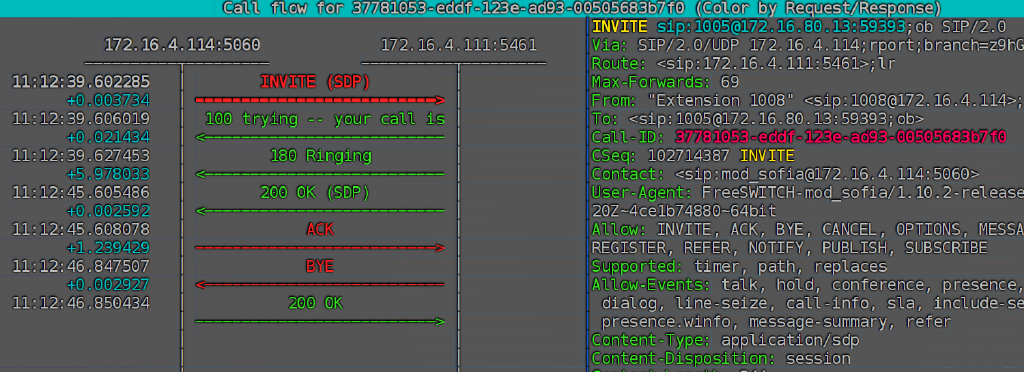 Call flow for 37781053-eddf-123e-ad93-00505683b7f0 (Color by Request/Response)
172.16.4.114:5060
172.16.4.111:5461
11:12:39.602285
INVITE (SDP)
+0.003734
11:12:39.606019
100 trying -- your call is
+0.021434
11:12:39.627453
180 Ringing
+5.978033
11:12:45.605486
200 OK (SDP)
+0.002592
11:12:45.608078
ACK
+1.239429
11:12:46.847507
BYE
+0.002927
11:12:46.850434
200 OK
INVITE sip:1005@172.16.80.13:59393;ob SIP/2.0
Via: SIP/2.0/UDP 172.16.4.114;rport;branch=z9hG
Route: <sip:172.16.4.111:5461>;lr
Max-Forwards: 69
From: "Extension 1008" <sip:1008@172.16.4.114>;
To: <sip:1005@172.16.80.13:59393;ob>
Call-ID: 37781053-eddf-123e-ad93-00505683b7f0
CSeq: 102714387 INVITE
Contact: <sip:mod_sofia@172.16.4.114:5060>
User-Agent: FreeSWITCH-mod_sofia/1.10.2-release
20Z~4ce1b74880~64bit
Allow: INVITE, ACK, BYE, CANCEL, OPTIONS, MESSA
REGISTER, REFER, NOTIFY, PUBLISH, SUBSCRIBE
Supported: timer, path, replaces
Allow-Events: talk, hold, conference, presence,
dialog, line-seize, call-info, sla, include-se
presence.winfo, message-summary, refer
Content-Type: application/sdp
Content-Disposition: session